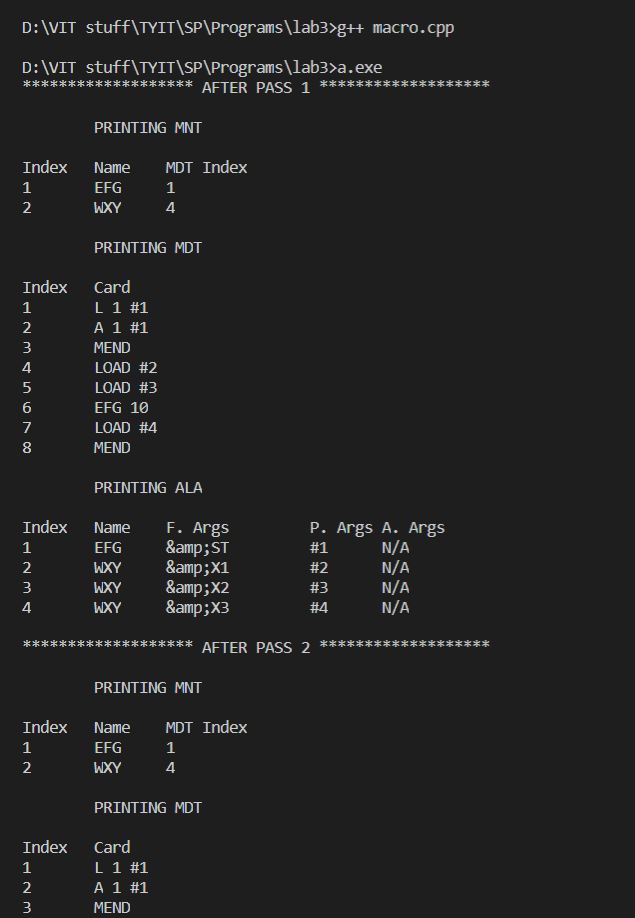 D:\VIT stuff\TYIT\SP\Programs\lab3>g++ macro.cpp
D:\VIT stuff\TYIT\SP\Programs\lab3>a.exe
******************* AFTER PASS 1 *******************
PRINTING MNT
Index Name MDT Index
1 EFG 1
2 WXY 4
PRINTING MDT
Index Card
1 L 1 #1
2 A 1 #1
3 MEND
4 LOAD #2
5 LOAD #3
6 EFG 10
7 LOAD #4
8 MEND
PRINTING ALA
Index Name F. Args P. Args A. Args
1 EFG &amp;ST #1 N/A
2 WXY &amp;X1 #2 N/A
3 WXY &amp;X2 #3 N/A
4 WXY &amp;X3 #4 N/A
******************* AFTER PASS 2 *******************
PRINTING MNT
Index Name MDT Index
1 EFG 1
2 WXY 4
PRINTING MDT
Index Card
1 L 1 #1
2 A 1 #1
3 MEND